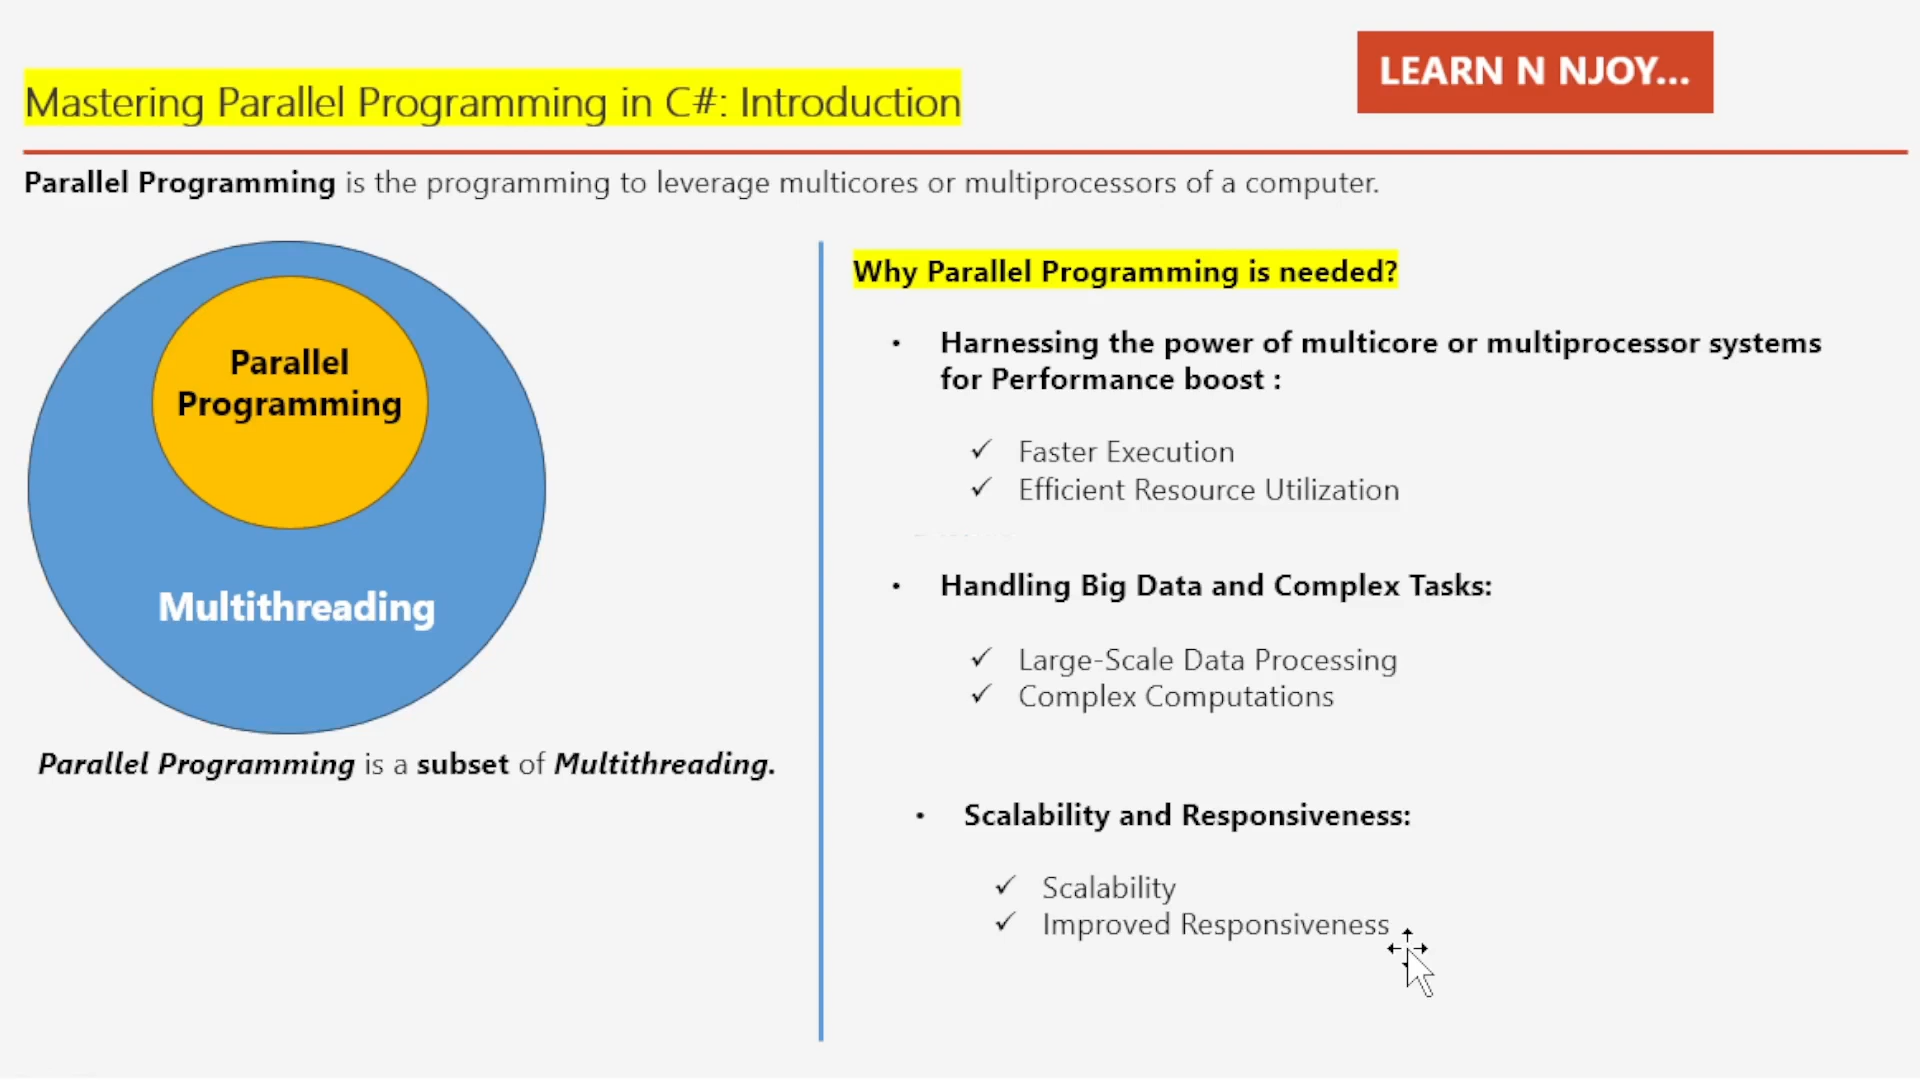 LEARN N NJOY...
Mastering Parallel Programming in C#: Introduction
Parallel Programming is the programming to leverage multicores or multiprocessors of a computer.
Parallel
Programming
Multithreading
Parallel Programming is a subset of Multithreading.
Why Parallel Programming is needed?
• Harnessing the power of multicore or multiprocessor systems
for Performance boost :
✓ Faster Execution
✓ Efficient Resource Utilization
• Handling Big Data and Complex Tasks:
✓ Large-Scale Data Processing
✓ Complex Computations
• Scalability and Responsiveness:
✓ Scalability
✓ Improved Responsiveness